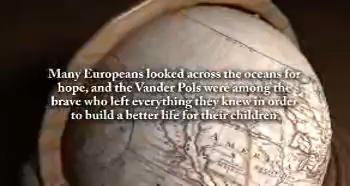 Many Europeans looked across the oceans for
hope, and the Vander Pols were among the
brave who left everything they knew in order
to build a better life for their children.
AMERI